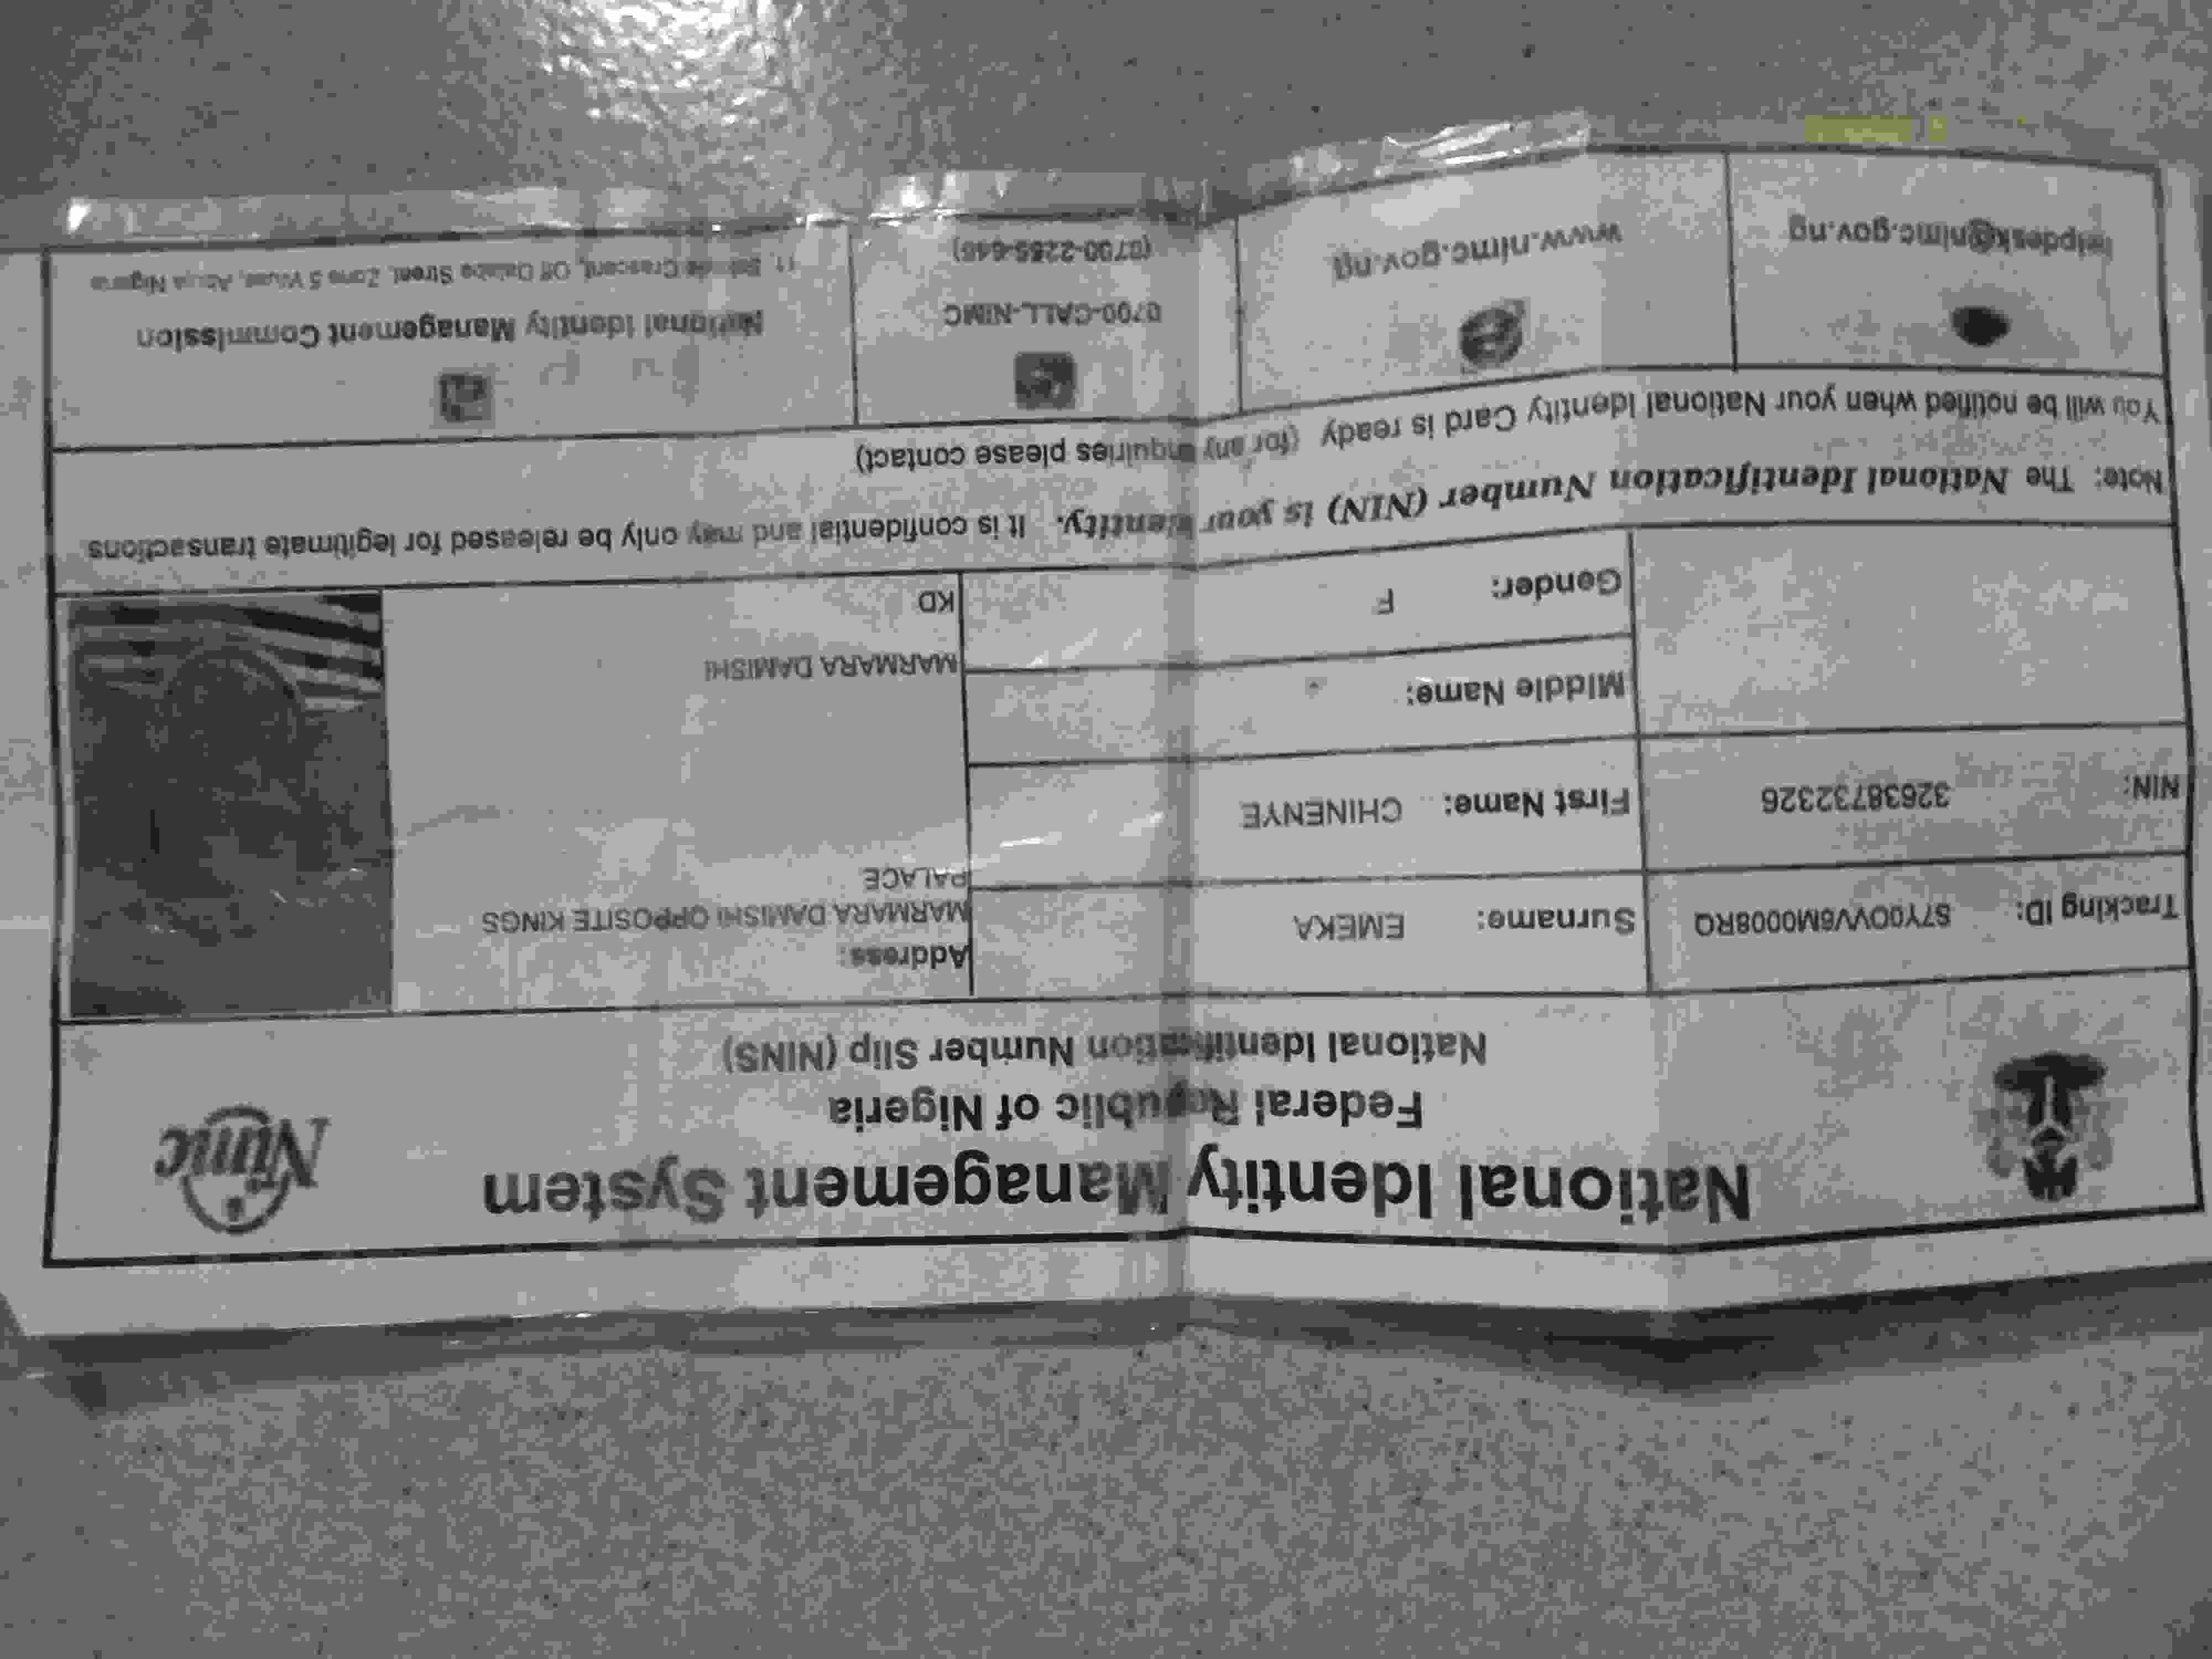 National Identity Management System
Federal Republic of Nigeria
National Identification Number Slip (NINS)
Nimc
Tracking ID: S7Y0OVV6M0008RQ
Surname: EMEKA
Address:
MARMARA DAMISHI OPPOSITE KINGS
PALACE
NIN: 32638732326
First Name: CHINENYE
Middle Name:
MARMARA DAMISHI
Gender: F
KD
Note: The National Identification Number (NIN) is your identity. It is confidential and may only be released for legitimate transactions
You will be notified when your National Identity Card is ready (for any enquiries please contact)
helpdesk@nimc.gov.ng
www.nimc.gov.ng
0700-CALL-NIMC
(0700-2255-646)
National Identity Management Commission
11, Crescent, Off Dalaba Street, Zone 5 Wuse, Abuja Nigeria